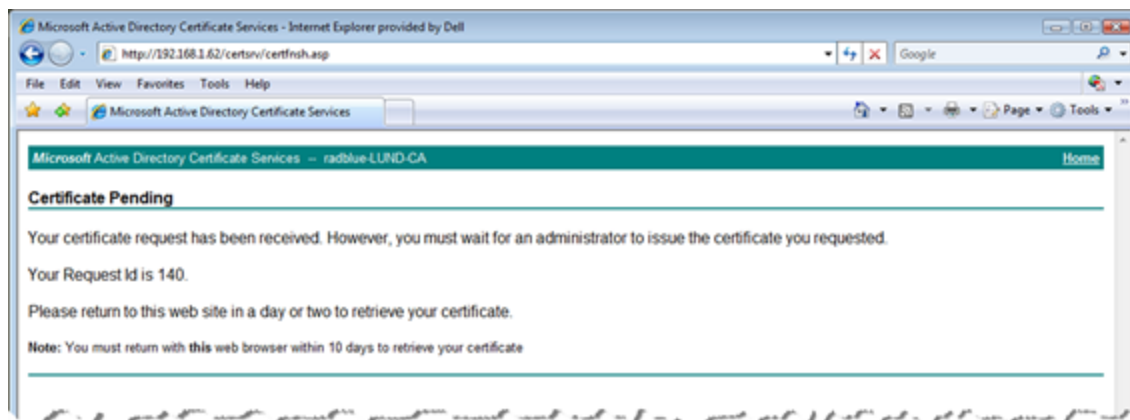 Microsoft Active Directory Certificate Services - Internet Explorer provided by Dell
http://192.168.1.62/certsrv/certfnsh.asp
Google
File Edit View Favorites Tools Help
Microsoft Active Directory Certificate Services
Page Tools
Microsoft Active Directory Certificate Services -- radblue-LUND-CA Home
Certificate Pending
Your certificate request has been received. However, you must wait for an administrator to issue the certificate you requested.
Your Request Id is 140.
Please return to this web site in a day or two to retrieve your certificate.
Note: You must return with this web browser within 10 days to retrieve your certificate